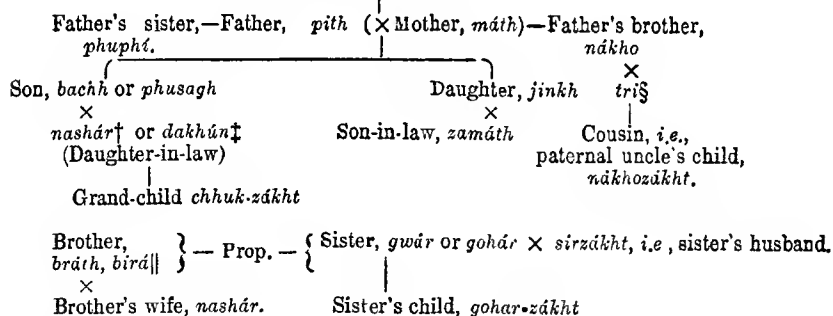 Father's sister,—Father, pith (× Mother, máth)—Father's brother,
phuphí. nákho
×
Son, bachh or phusagh Daughter, jinkh tri§
× ×
nashár† or dakhún‡ Son-in-law, zamáth Cousin, i.e.,
(Daughter-in-law) paternal uncle's child,
nákhozákht.
Grand-child chhuk-zákht
Brother, } — Prop. — { Sister, gwár or gohár × sirzákht, i.e, sister's husband.
bráth, birá||
×
Brother's wife, nashár. Sister's child, gohar-zákht